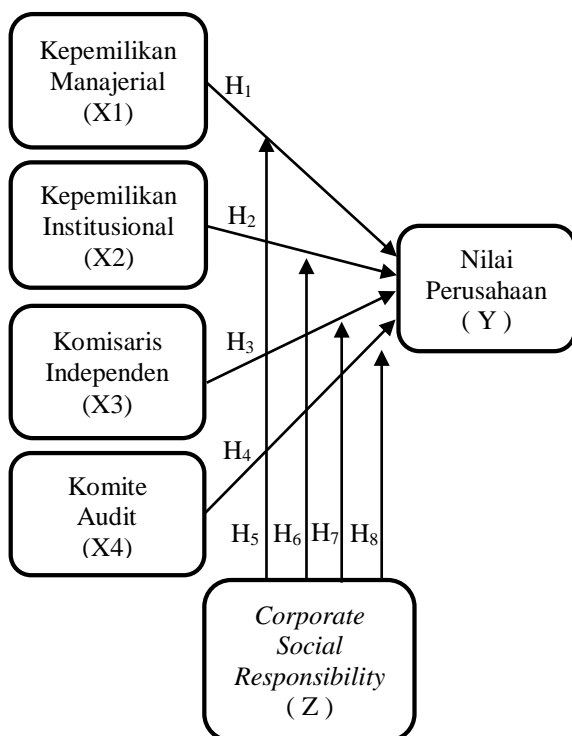 Kepemilikan
Manajerial
(X1)
H₁
Kepemilikan
Institusional
(X2)
H₂
Nilai
Perusahaan
( Y )
Komisaris
Independen
(X3)
H₃
Komite
Audit
(X4)
H₄
H₅ H₆ H₇ H₈
Corporate
Social
Responsibility
( Z )